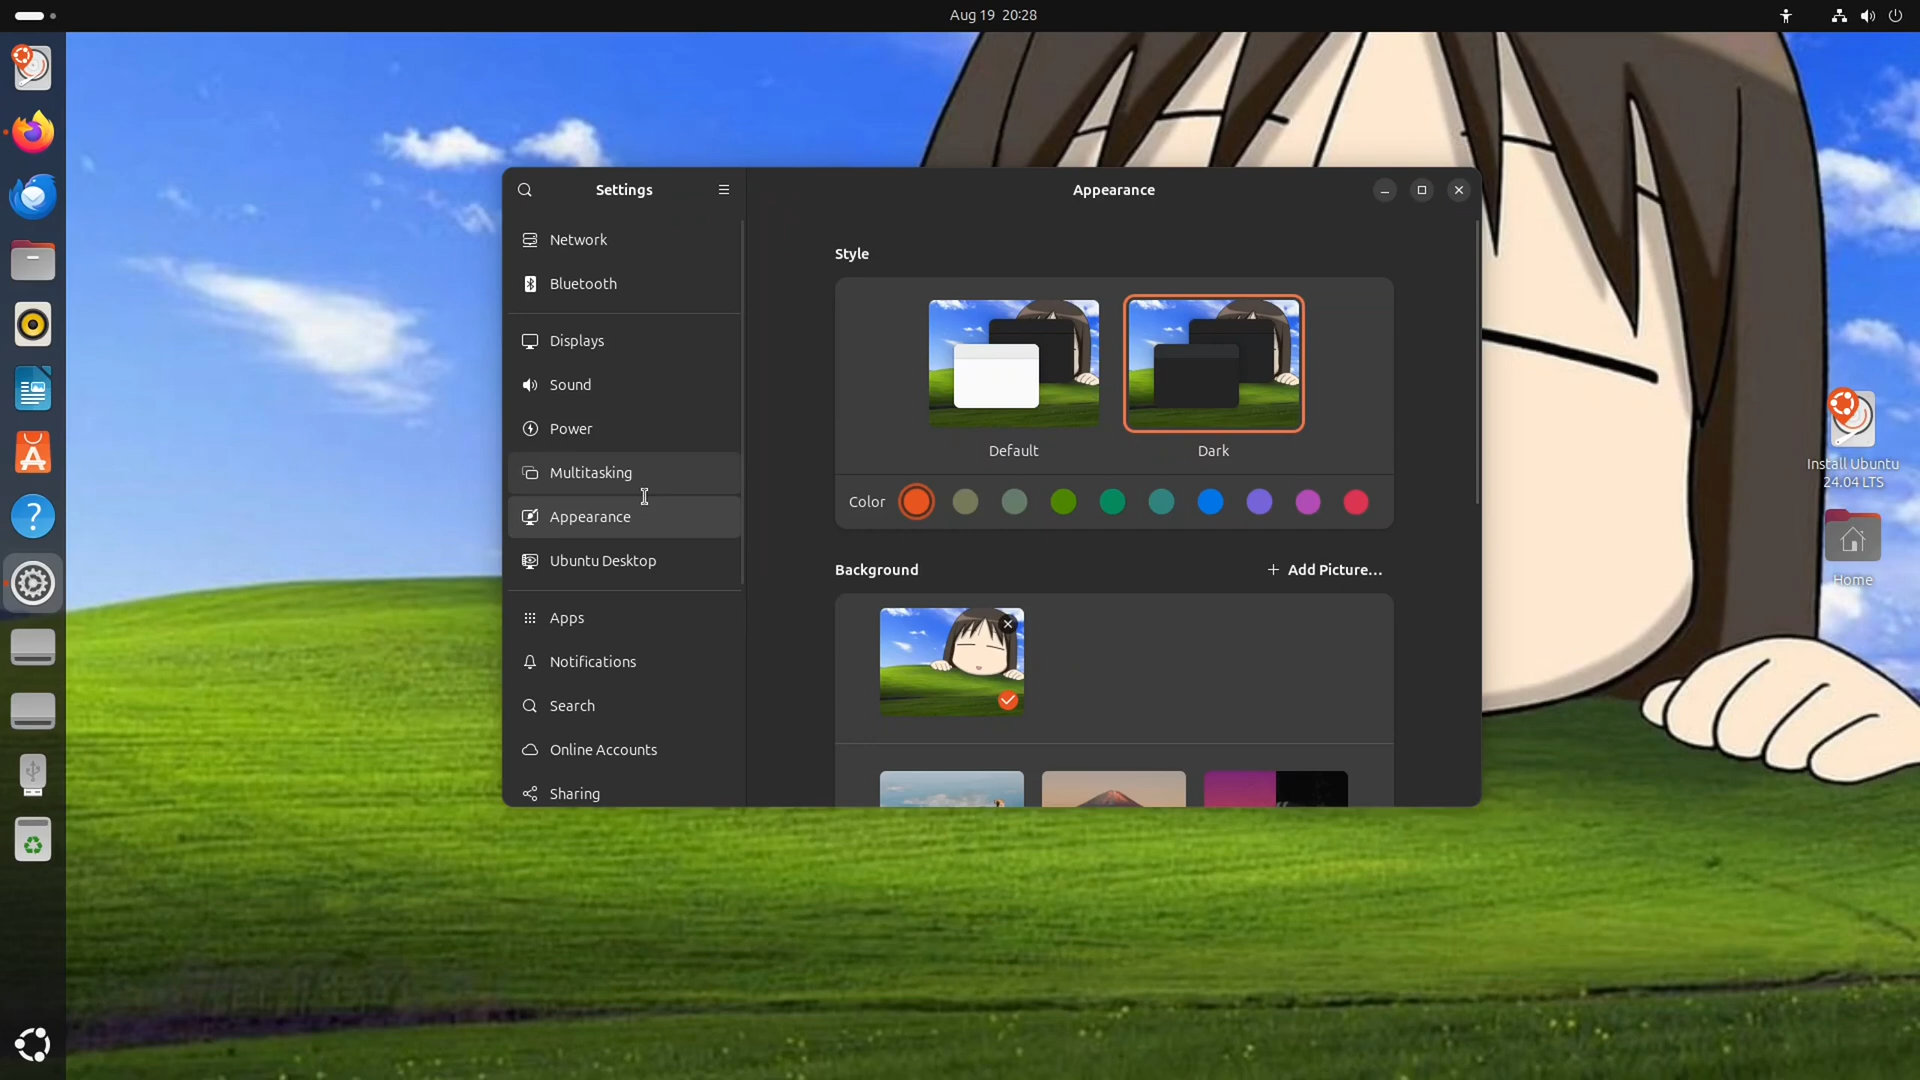 Aug 19 20:28
Settings
Appearance
Network
Bluetooth
Displays
Sound
Power
Multitasking
Appearance
Ubuntu Desktop
Apps
Notifications
Search
Online Accounts
Sharing
Style
Default
Dark
Color
Background
+ Add Picture...
Install Ubuntu
24.04 LTS
Home